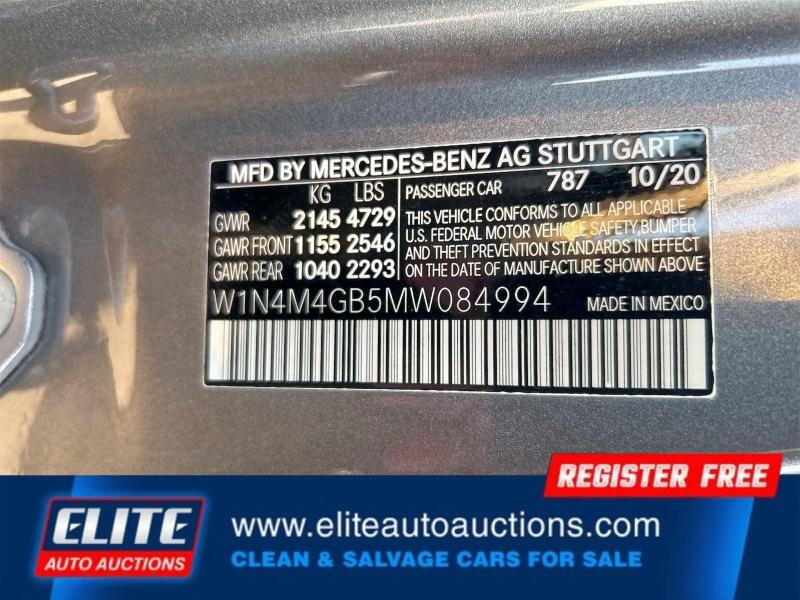 MFD BY MERCEDES-BENZ AG STUTTGART
KG LBS
GVWR 2145 4729
GAWR FRONT 1155 2546
GAWR REAR 1040 2293
PASSENGER CAR 787 10/20
THIS VEHICLE CONFORMS TO ALL APPLICABLE
U.S. FEDERAL MOTOR VEHICLE SAFETY, BUMPER
AND THEFT PREVENTION STANDARDS IN EFFECT
ON THE DATE OF MANUFACTURE SHOWN ABOVE
W1N4M4GB5MW084994 MADE IN MEXICO
REGISTER FREE
ELITE
AUTO AUCTIONS
www.eliteautoauctions.com
CLEAN & SALVAGE CARS FOR SALE